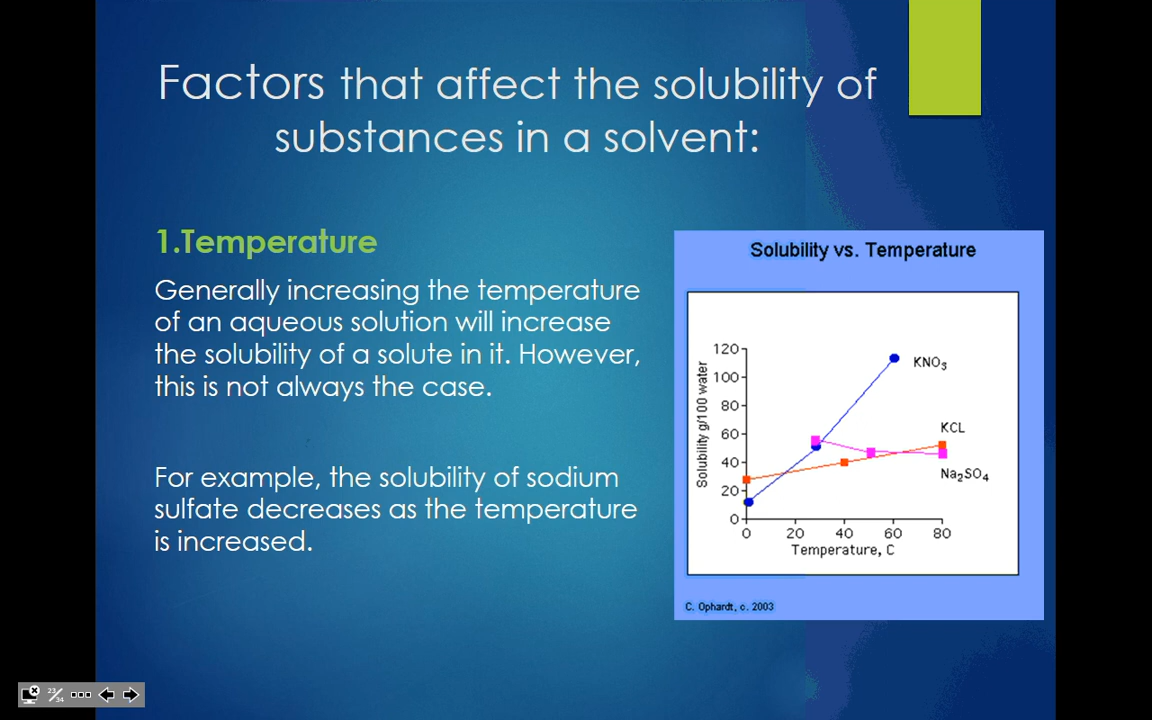 Factors that affect the solubility of
substances in a solvent:
1.Temperature
Generally increasing the temperature
of an aqueous solution will increase
the solubility of a solute in it. However,
this is not always the case.
For example, the solubility of sodium
sulfate decreases as the temperature
is increased.
Solubility vs. Temperature
Solubility g/100 water
120
100
80
60
40
20
0
KNO₃
KCL
Na₂SO₄
0 20 40 60 80
Temperature, C
C. Ophardt, c. 2003
23/34